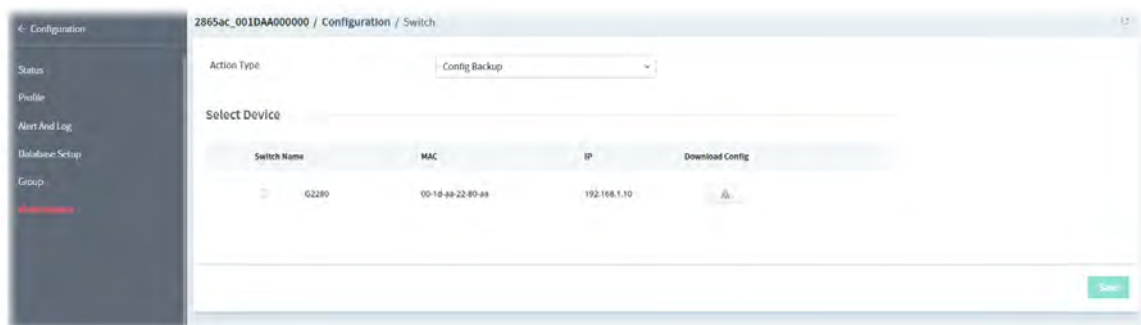 ← Configuration
2865ac_001DAA000000 / Configuration / Switch
Status
Profile
Alert And Log
Database Setup
Group
Maintenance
Action Type
Config Backup
Select Device
Switch Name MAC IP Download Config
G2280 00-1d-aa-22-80-aa 192.168.1.10
Save